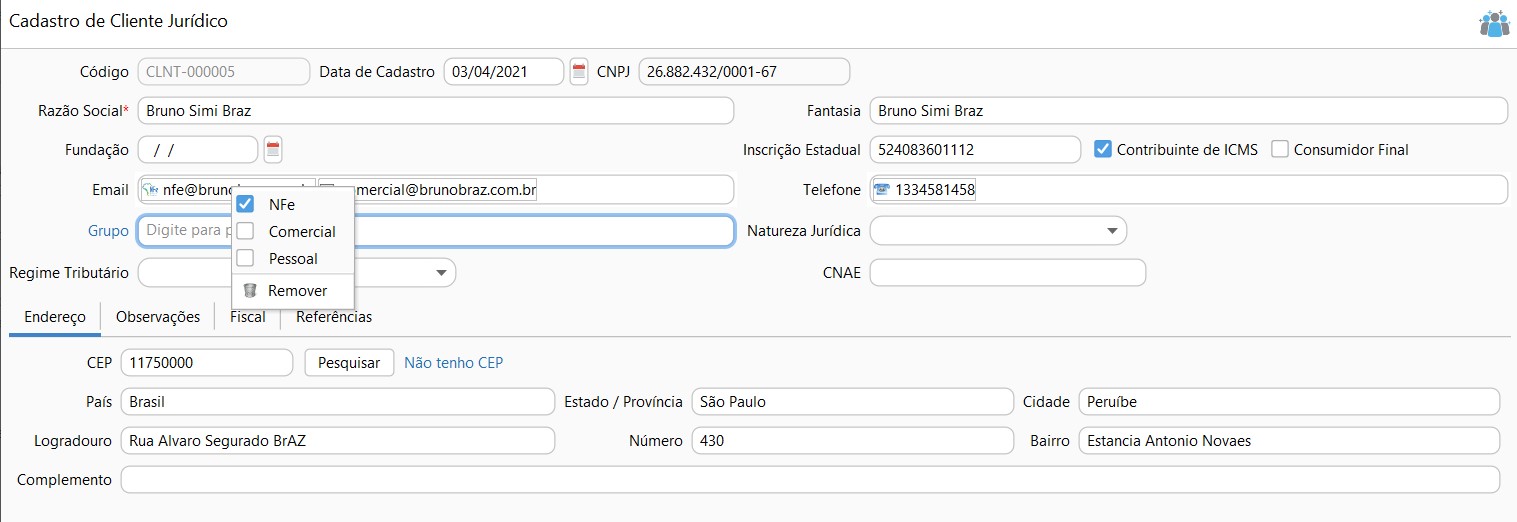 Cadastro de Cliente Jurídico
Código CLNT-000005 Data de Cadastro 03/04/2021 CNPJ 26.882.432/0001-67
Razão Social* Bruno Simi Braz Fantasia Bruno Simi Braz
Fundação / / Inscrição Estadual 524083601112 Contribuinte de ICMS Consumidor Final
Email nfe@brun mercial@brunobraz.com.br Telefone 1334581458
NFe
Comercial
Pessoal
Remover
Grupo Digite para p Natureza Jurídica
Regime Tributário CNAE
Endereço Observações Fiscal Referências
CEP 11750000 Pesquisar Não tenho CEP
País Brasil Estado / Província São Paulo Cidade Peruíbe
Logradouro Rua Alvaro Segurado BrAZ Número 430 Bairro Estancia Antonio Novaes
Complemento